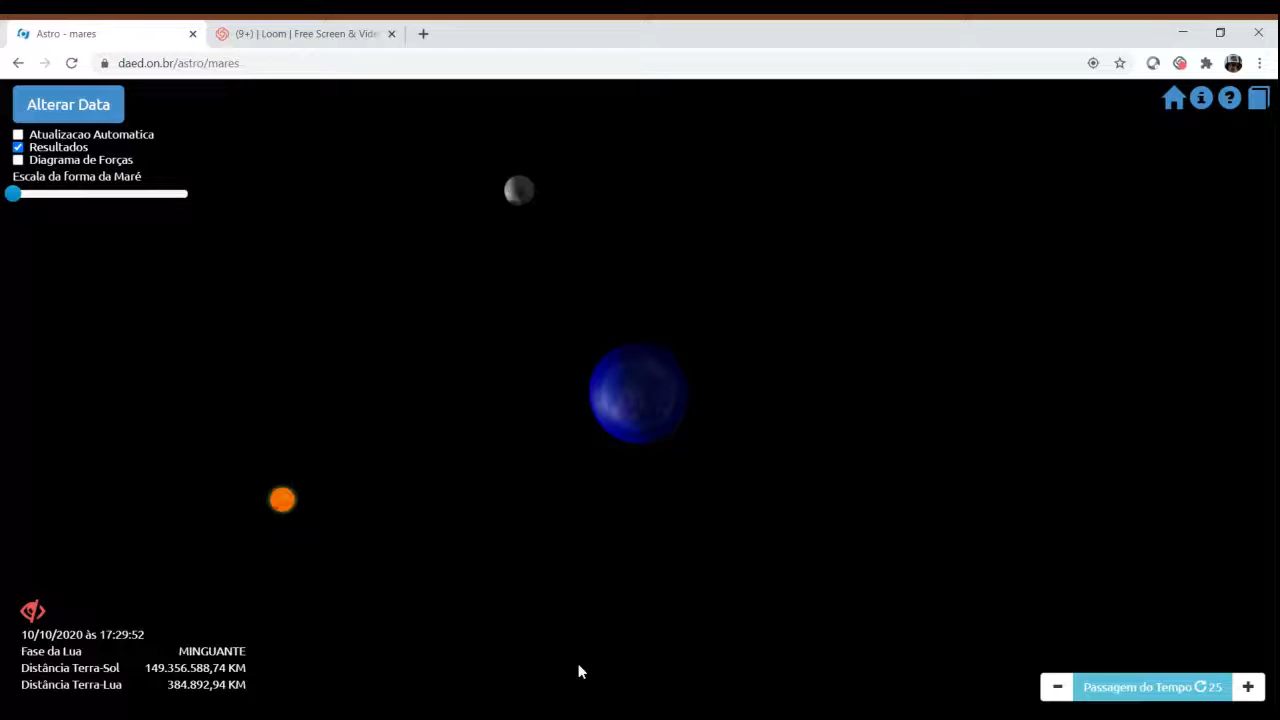 Astro - mares
(9+) | Loom | Free Screen & Vide
daed.on.br/astro/mares
Alterar Data
Atualizacao Automatica
Resultados
Diagrama de Forças
Escala da forma da Maré
10/10/2020 às 17:29:52
Fase da Lua MINGUANTE
Distância Terra-Sol 149.356.588,74 KM
Distância Terra-Lua 384.892,94 KM
Passagem do Tempo 25